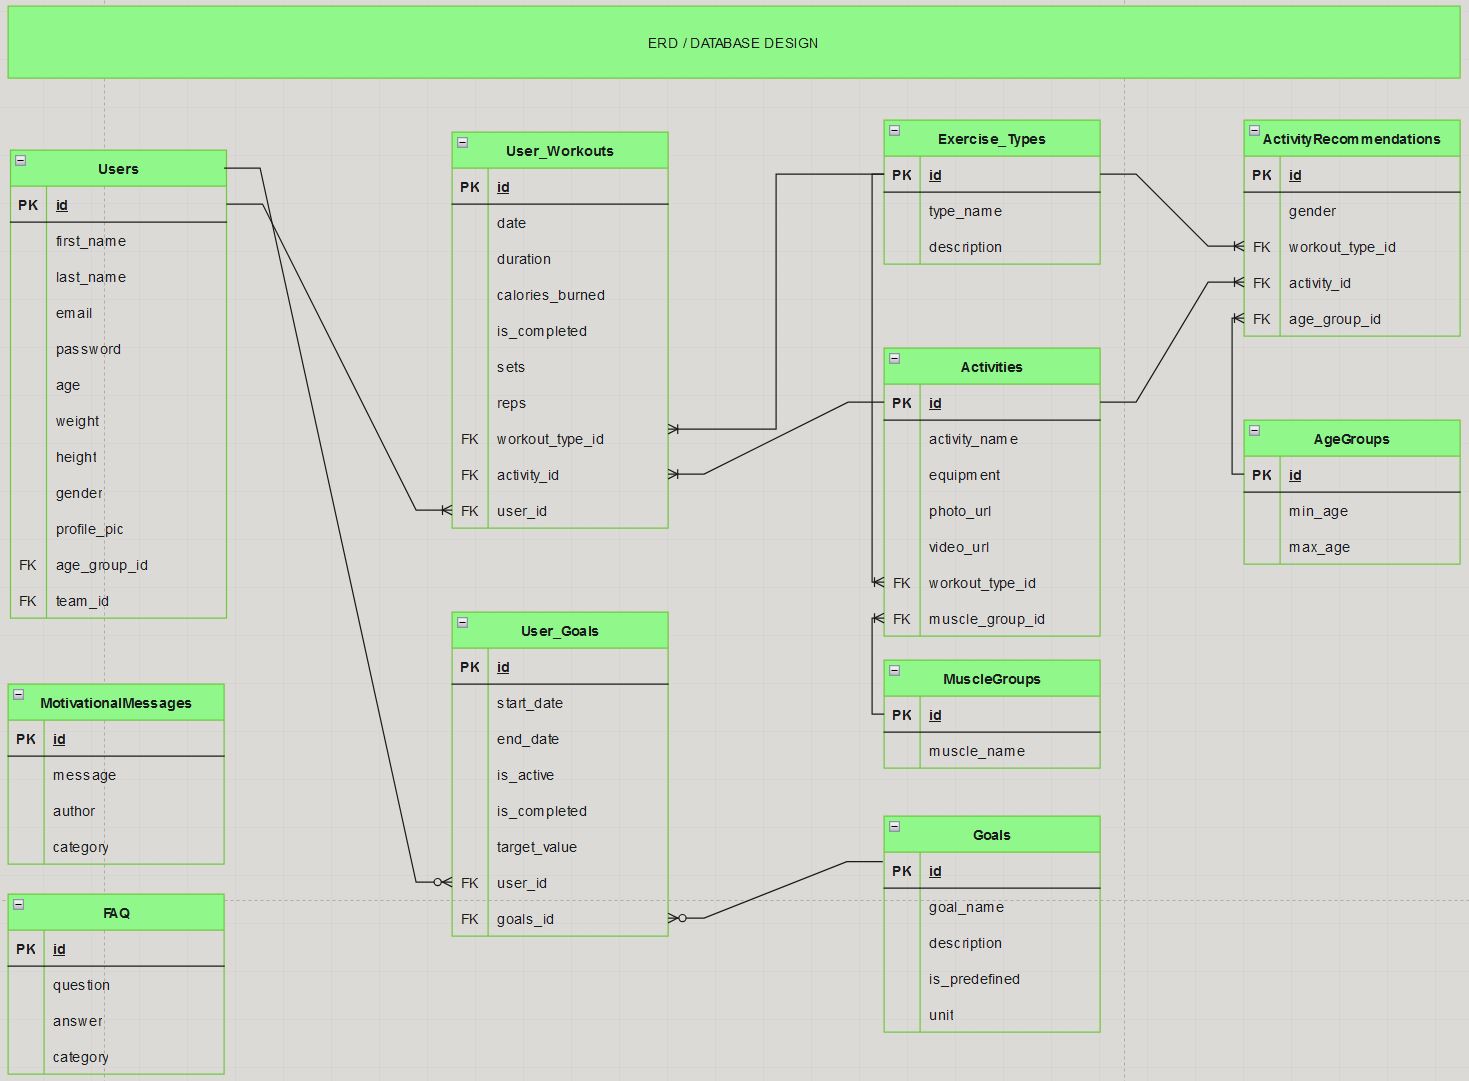 ERD / DATABASE DESIGN
Users
PK id
first_name
last_name
email
password
age
weight
height
gender
profile_pic
FK age_group_id
FK team_id
MotivationalMessages
PK id
message
author
category
FAQ
PK id
question
answer
category
User_Workouts
PK id
date
duration
calories_burned
is_completed
sets
reps
FK workout_type_id
FK activity_id
FK user_id
User_Goals
PK id
start_date
end_date
is_active
is_completed
target_value
FK user_id
FK goals_id
Exercise_Types
PK id
type_name
description
Activities
PK id
activity_name
equipment
photo_url
video_url
FK workout_type_id
FK muscle_group_id
MuscleGroups
PK id
muscle_name
Goals
PK id
goal_name
description
is_predefined
unit
ActivityRecommendations
PK id
gender
FK workout_type_id
FK activity_id
FK age_group_id
AgeGroups
PK id
min_age
max_age